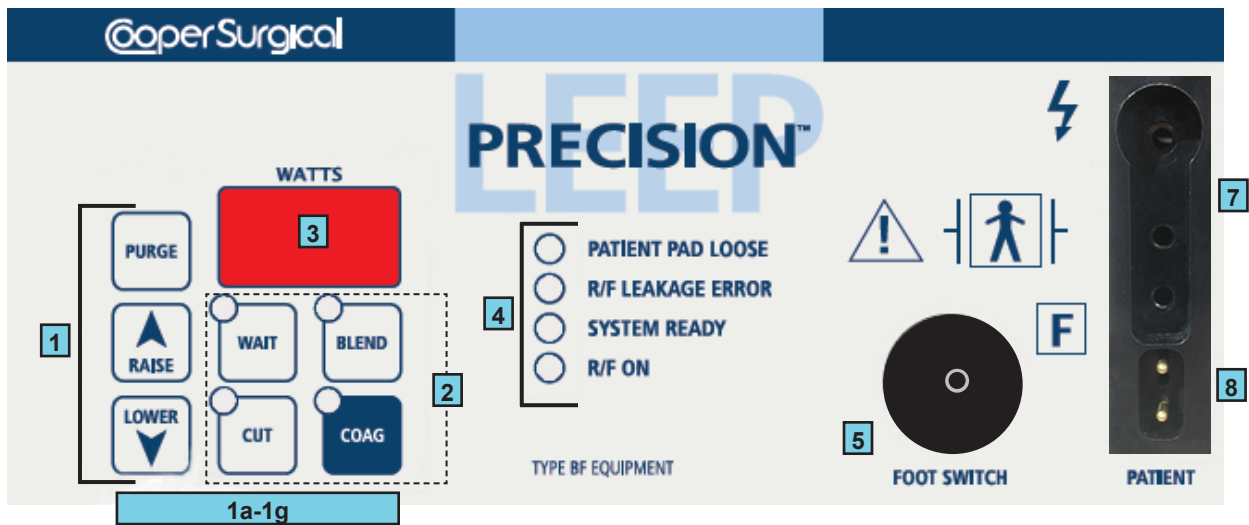 CooperSurgical
LEEP
PRECISION™
WATTS
3
PURGE
RAISE
LOWER
1
WAIT
BLEND
CUT
COAG
2
1a-1g
4
PATIENT PAD LOOSE
R/F LEAKAGE ERROR
SYSTEM READY
R/F ON
TYPE BF EQUIPMENT
!
F
5
FOOT SWITCH
7
8
PATIENT